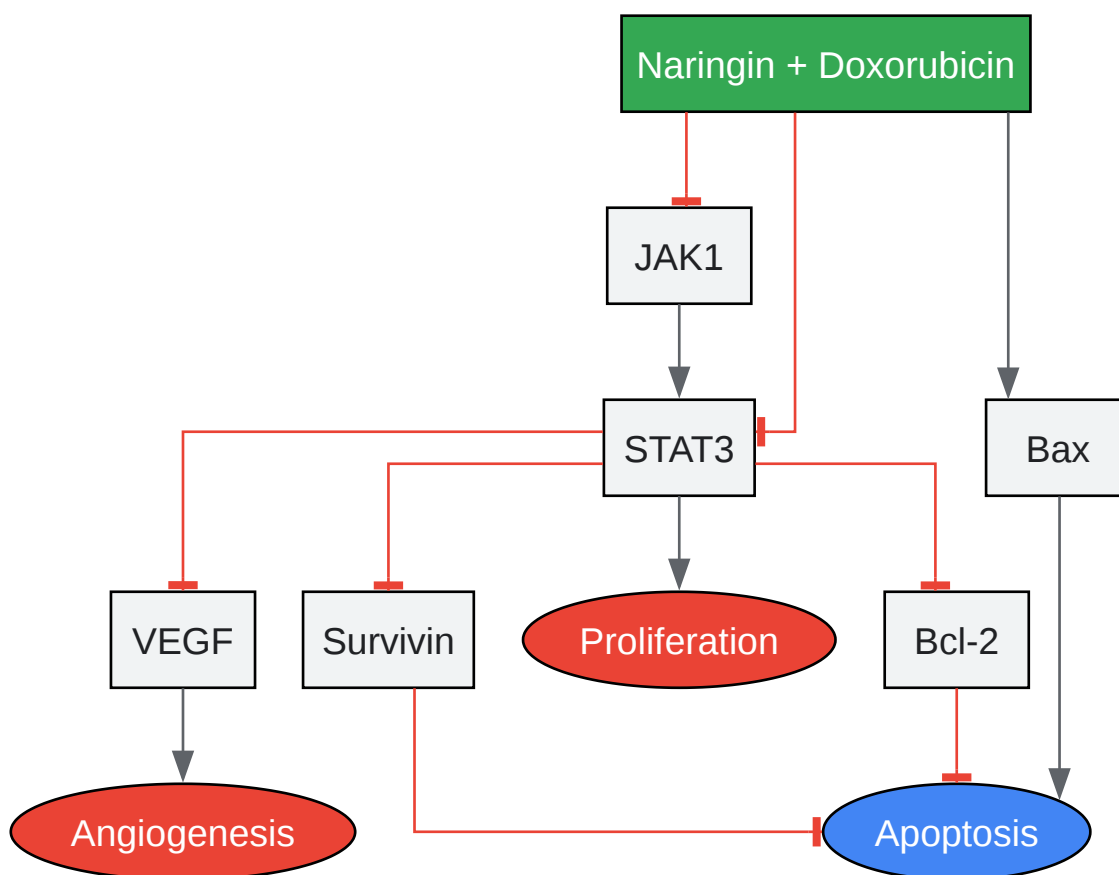 Naringin + Doxorubicin
JAK1
STAT3
Bax
VEGF
Survivin
Proliferation
Bcl-2
Angiogenesis
Apoptosis